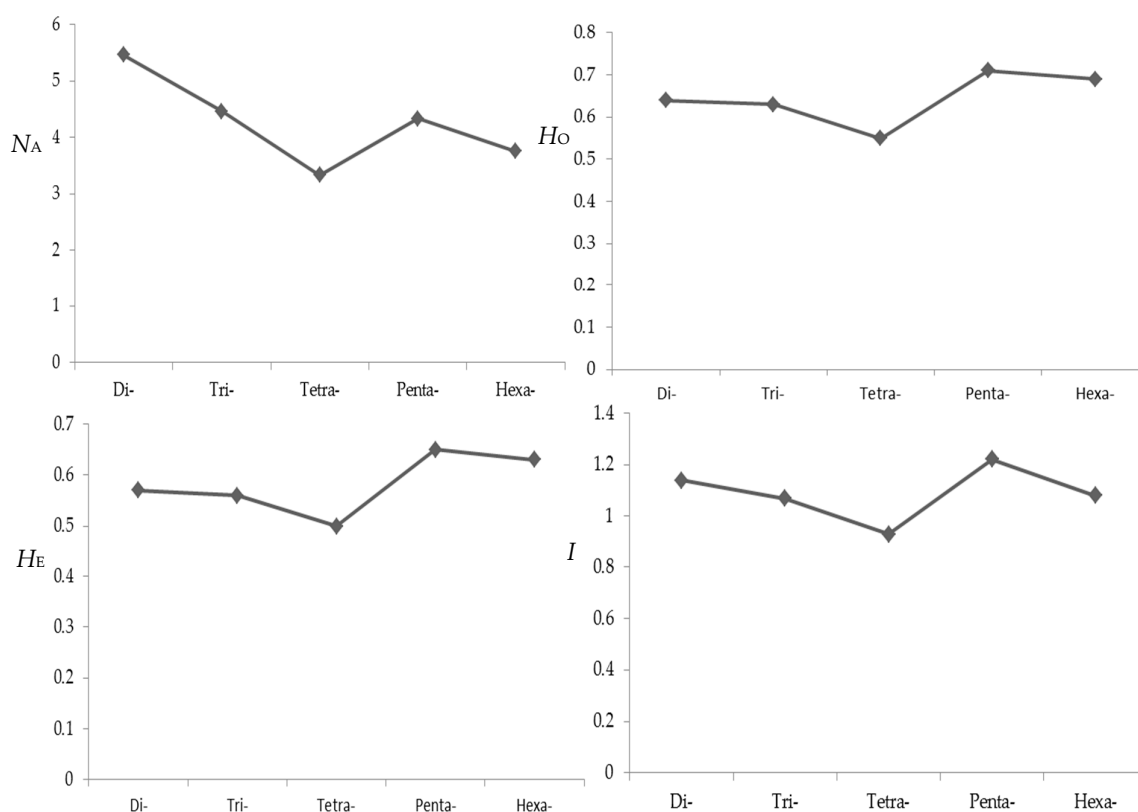 6
5
4
3
2
1
0
NA
Di-
Tri-
Tetra-
Penta-
Hexa-
0.8
0.7
0.6
0.5
0.4
0.3
0.2
0.1
0
HO
Di-
Tri-
Tetra-
Penta-
Hexa-
0.7
0.6
0.5
0.4
0.3
0.2
0.1
0
HE
Di-
Tri-
Tetra-
Penta-
Hexa-
1.4
1.2
1
0.8
0.6
0.4
0.2
0
I
Di-
Tri-
Tetra-
Penta-
Hexa-